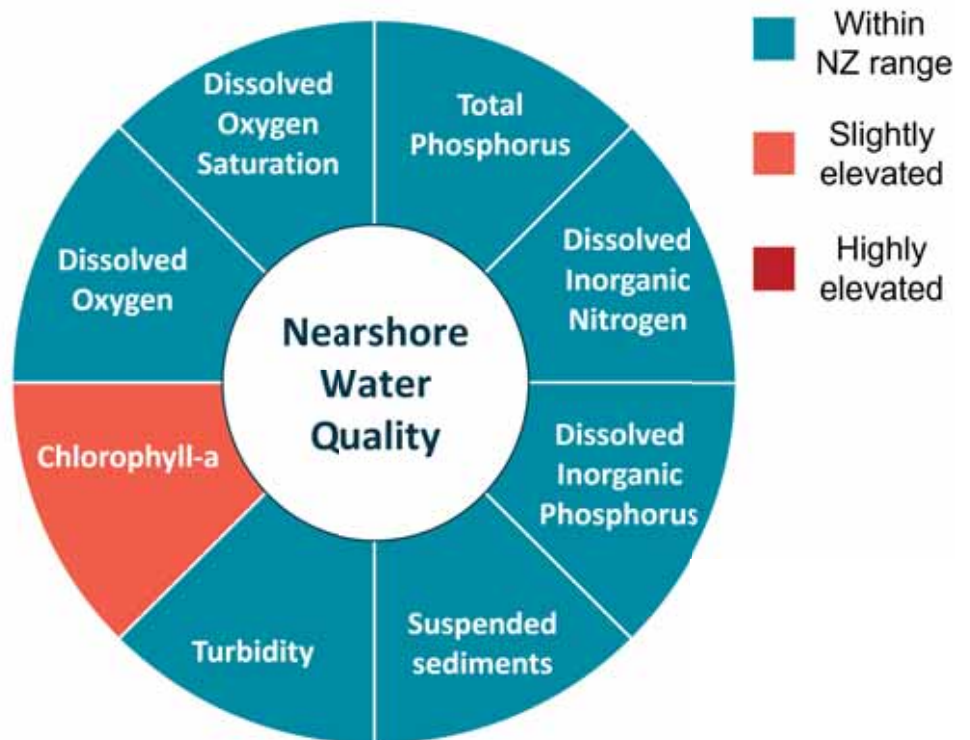 Within
NZ range
Slightly
elevated
Highly
elevated
Dissolved
Oxygen
Saturation
Total
Phosphorus
Dissolved
Inorganic
Nitrogen
Dissolved
Inorganic
Phosphorus
Suspended
sediments
Turbidity
Chlorophyll-a
Dissolved
Oxygen
Nearshore
Water
Quality